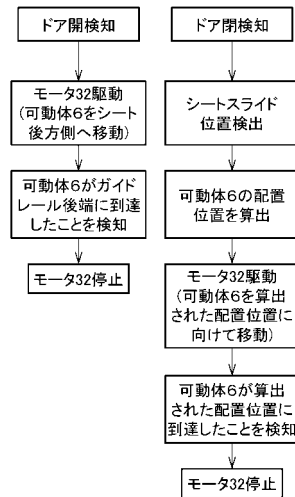 ドア開検知
モータ32駆動
(可動体6をシート
後方側へ移動)
可動体6がガイド
レール後端に到達
したことを検知
モータ32停止
ドア閉検知
シートスライド
位置検出
可動体6の配置
位置を算出
モータ32駆動
(可動体6を算出
された配置位置に
向けて移動)
可動体6が算出
された配置位置に
到達したことを検知
モータ32停止